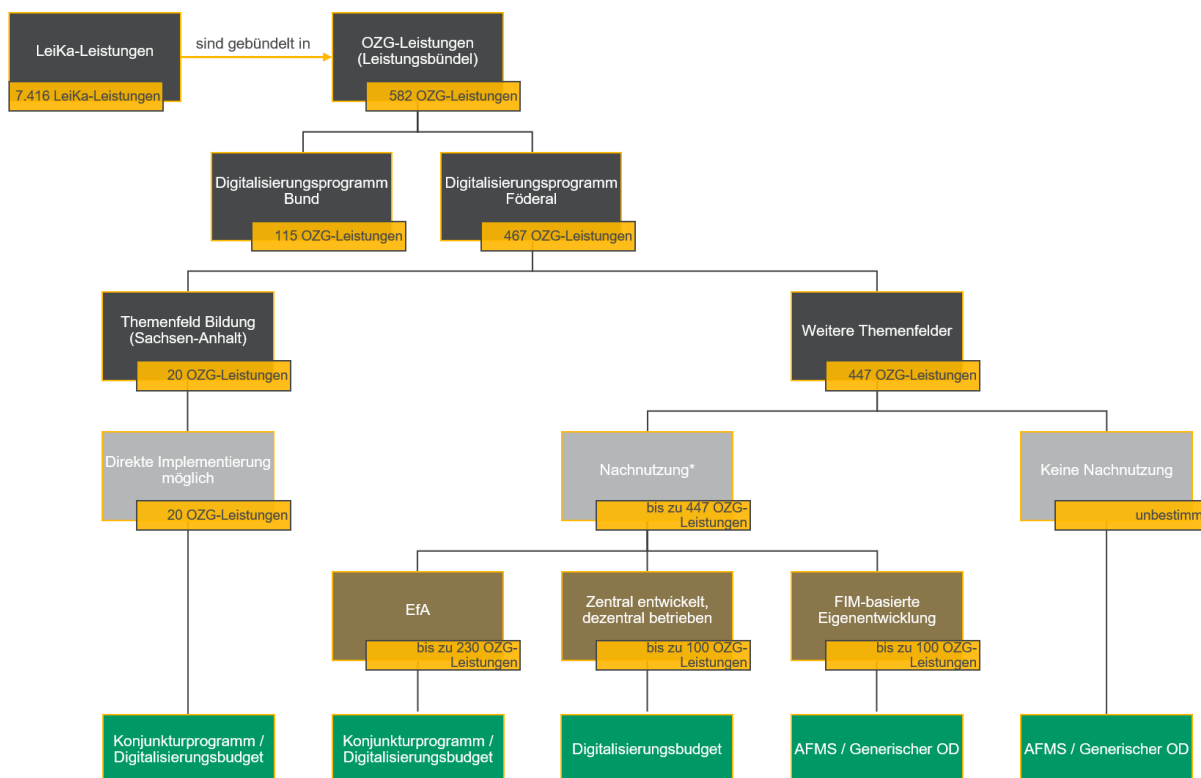 LeiKa-Leistungen
7.416 LeiKa-Leistungen
sind gebündelt in
OZG-Leistungen
(Leistungsbündel)
582 OZG-Leistungen
Digitalisierungsprogramm
Bund
115 OZG-Leistungen
Digitalisierungsprogramm
Föderal
467 OZG-Leistungen
Themenfeld Bildung
(Sachsen-Anhalt)
20 OZG-Leistungen
Weitere Themenfelder
447 OZG-Leistungen
Direkte Implementierung
möglich
20 OZG-Leistungen
Nachnutzung*
bis zu 447 OZG-
Leistungen
Keine Nachnutzung
unbestimm
EfA
bis zu 230 OZG-
Leistungen
Zentral entwickelt,
dezentral betrieben
bis zu 100 OZG-
Leistungen
FIM-basierte
Eigenentwicklung
bis zu 100 OZG-
Leistungen
Konjunkturprogramm /
Digitalisierungsbudget
Konjunkturprogramm /
Digitalisierungsbudget
Digitalisierungsbudget
AFMS / Generischer OD
AFMS / Generischer OD